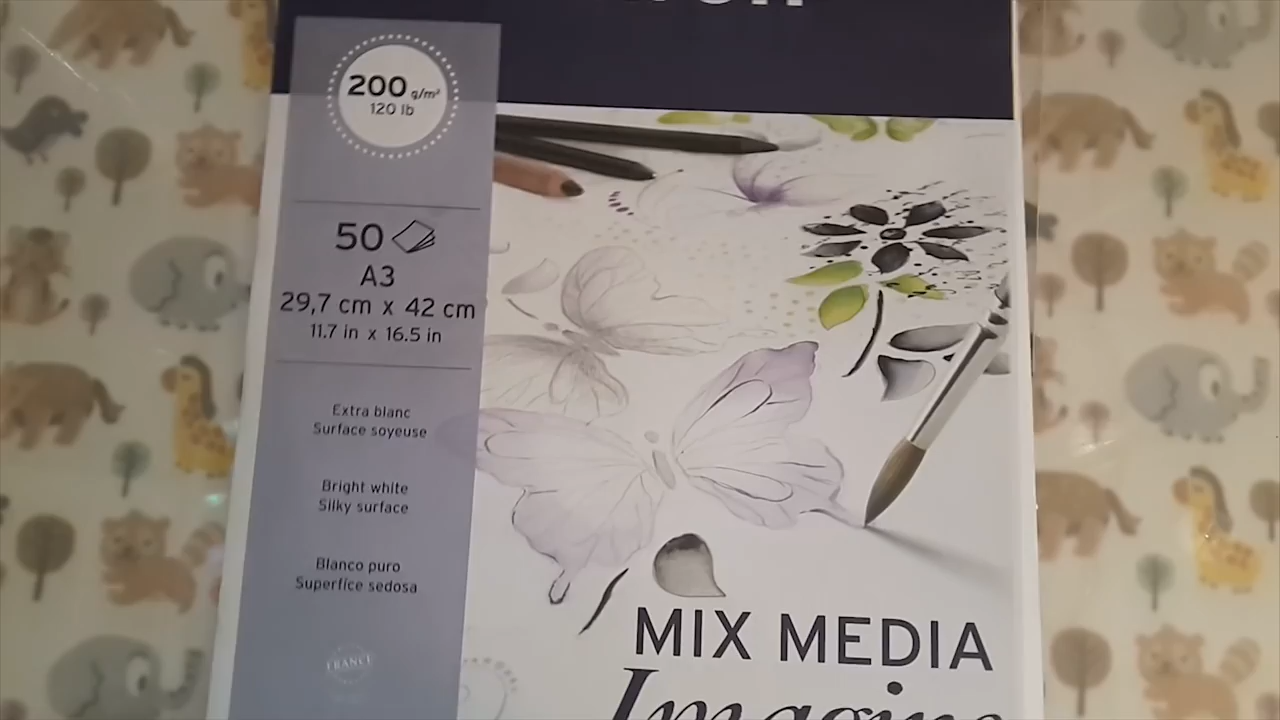 200 g/m²
120 lb
50
A3
29,7 cm x 42 cm
11.7 in x 16.5 in
Extra blanc
Surface soyeuse
Bright white
Silky surface
Blanco puro
Superfíce sedosa
FRANCE
MIX MEDIA
Imagine